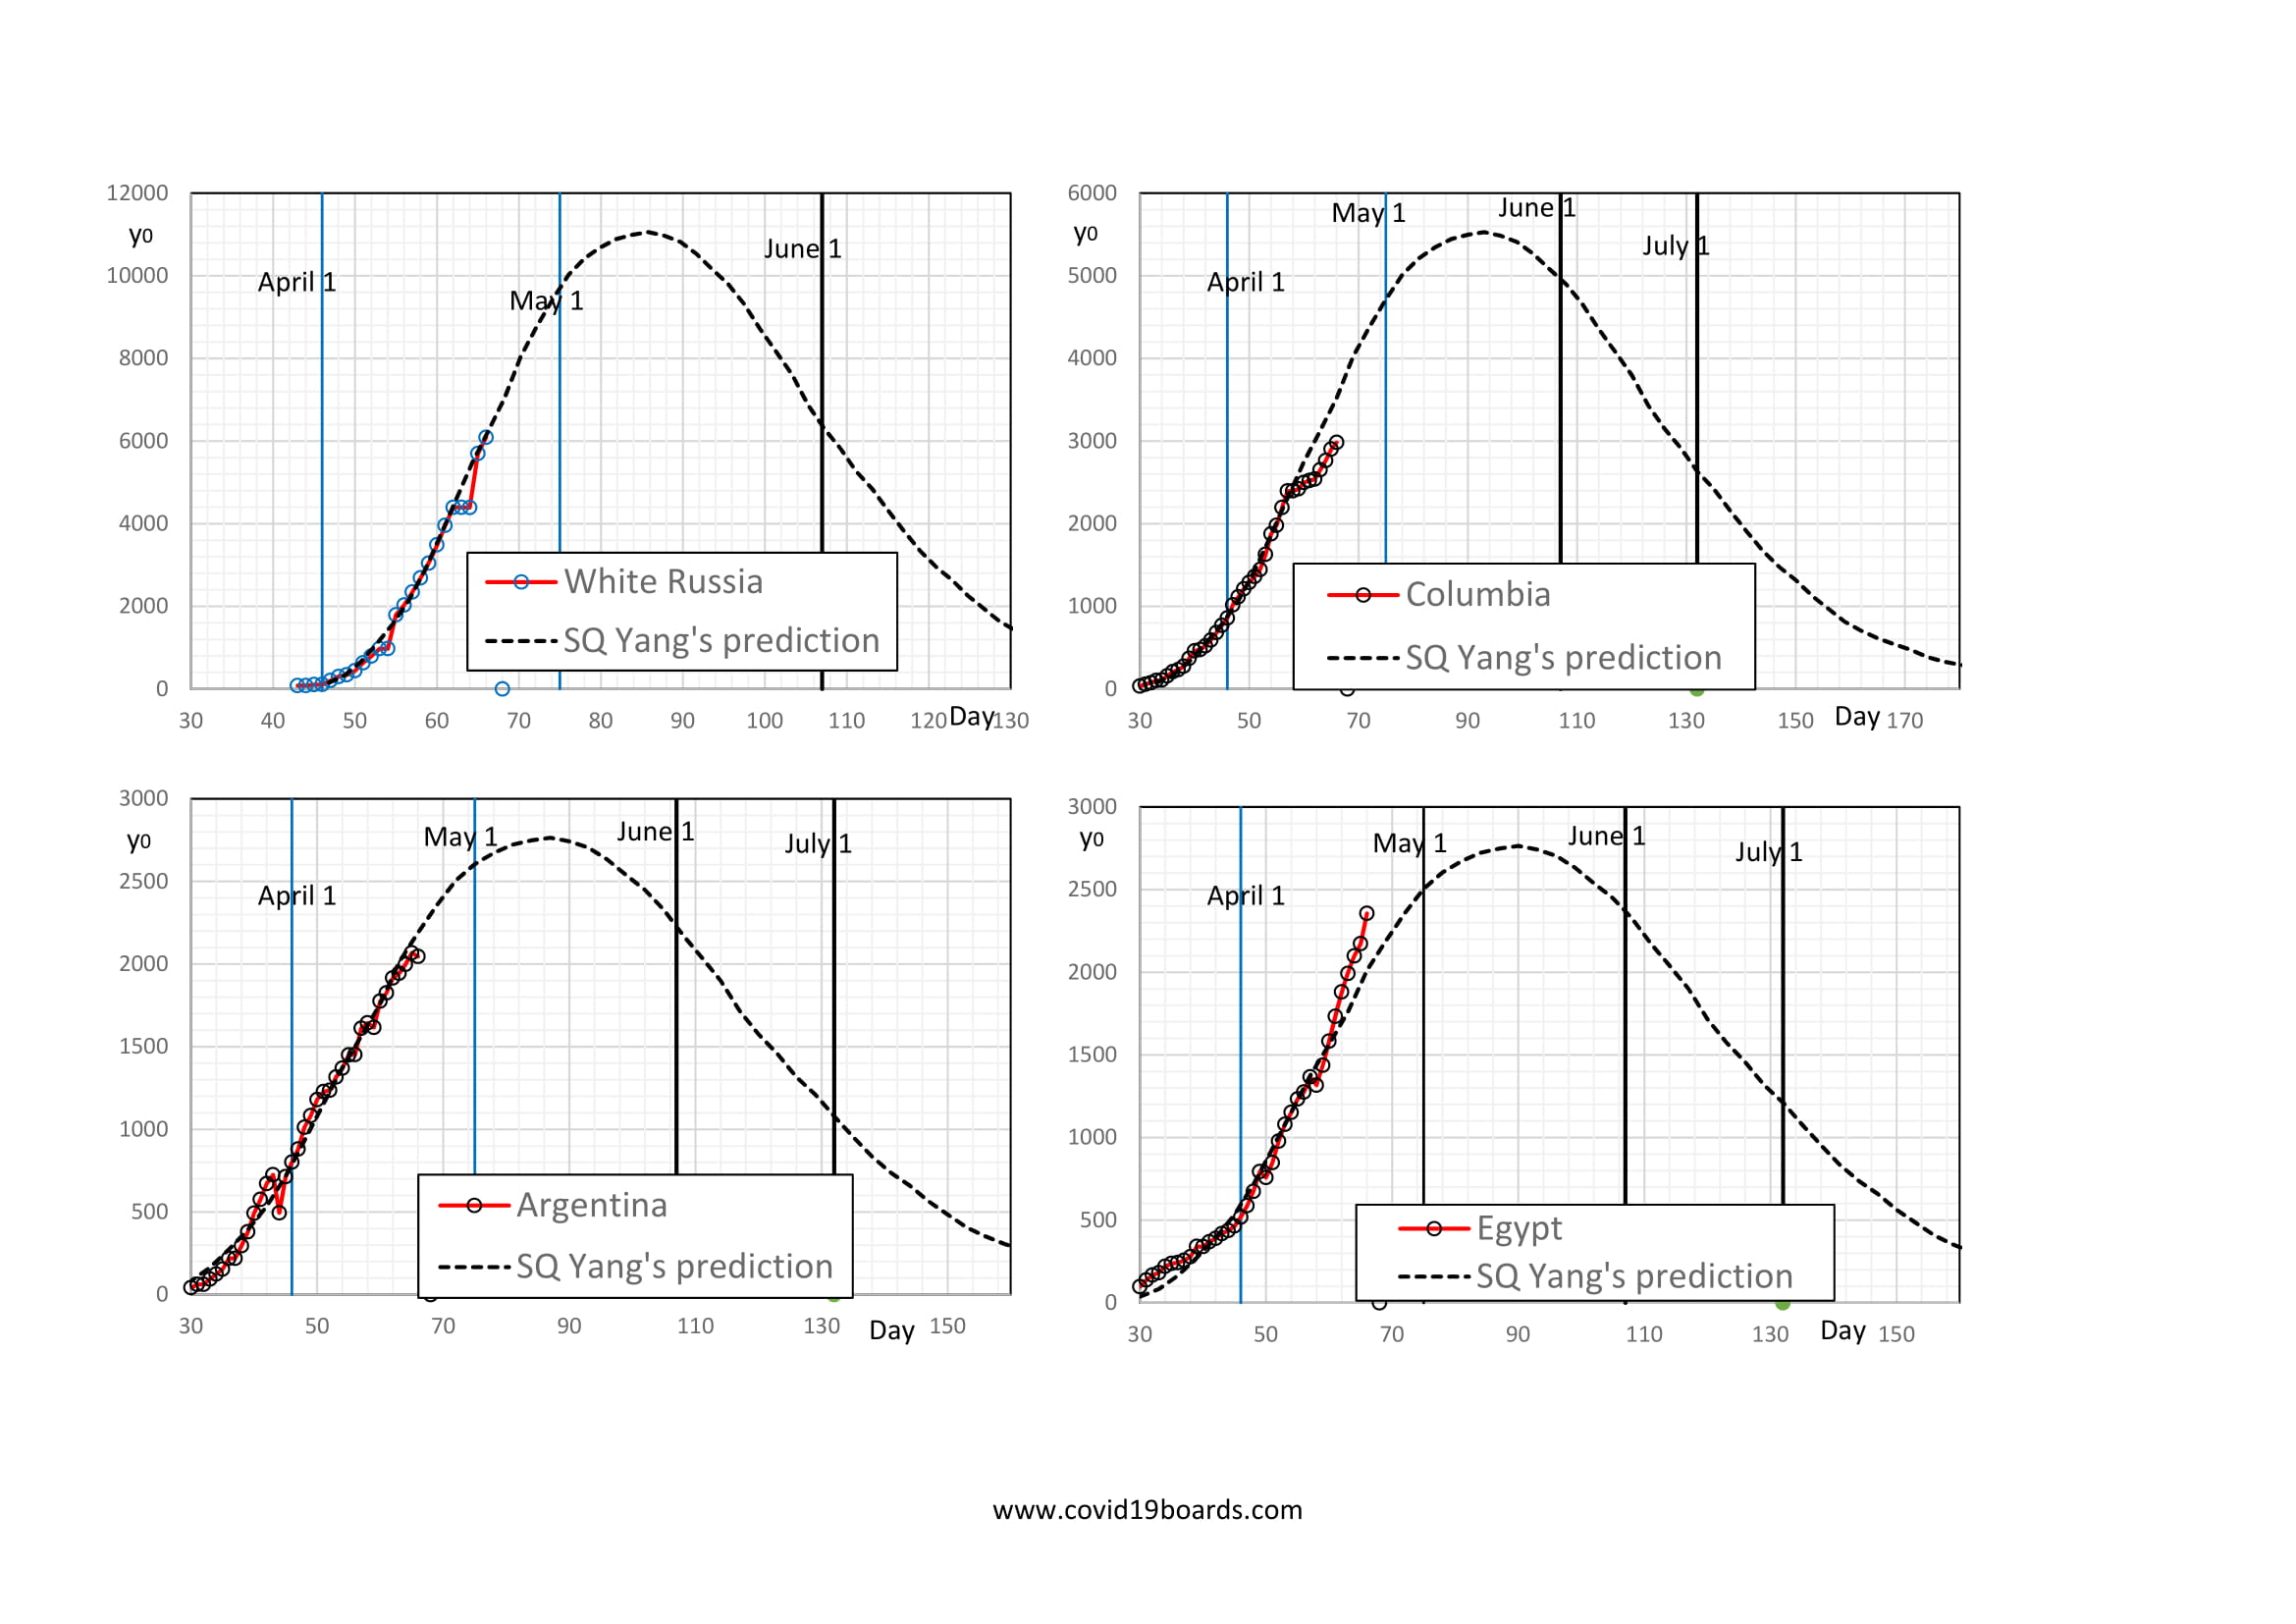 12000
y0
10000
8000
6000
4000
2000
0
30 40 50 60 70 80 90 100 110 120 Day 130
April 1
May 1
June 1
White Russia
SQ Yang's prediction
6000
y0
5000
4000
3000
2000
1000
0
30 50 70 90 110 130 150 Day 170
April 1
May 1
June 1
July 1
Columbia
SQ Yang's prediction
3000
y0
2500
2000
1500
1000
500
0
30 50 70 90 110 130 Day 150
April 1
May 1
June 1
July 1
Argentina
SQ Yang's prediction
3000
y0
2500
2000
1500
1000
500
0
30 50 70 90 110 130 Day 150
April 1
May 1
June 1
July 1
Egypt
SQ Yang's prediction
www.covid19boards.com